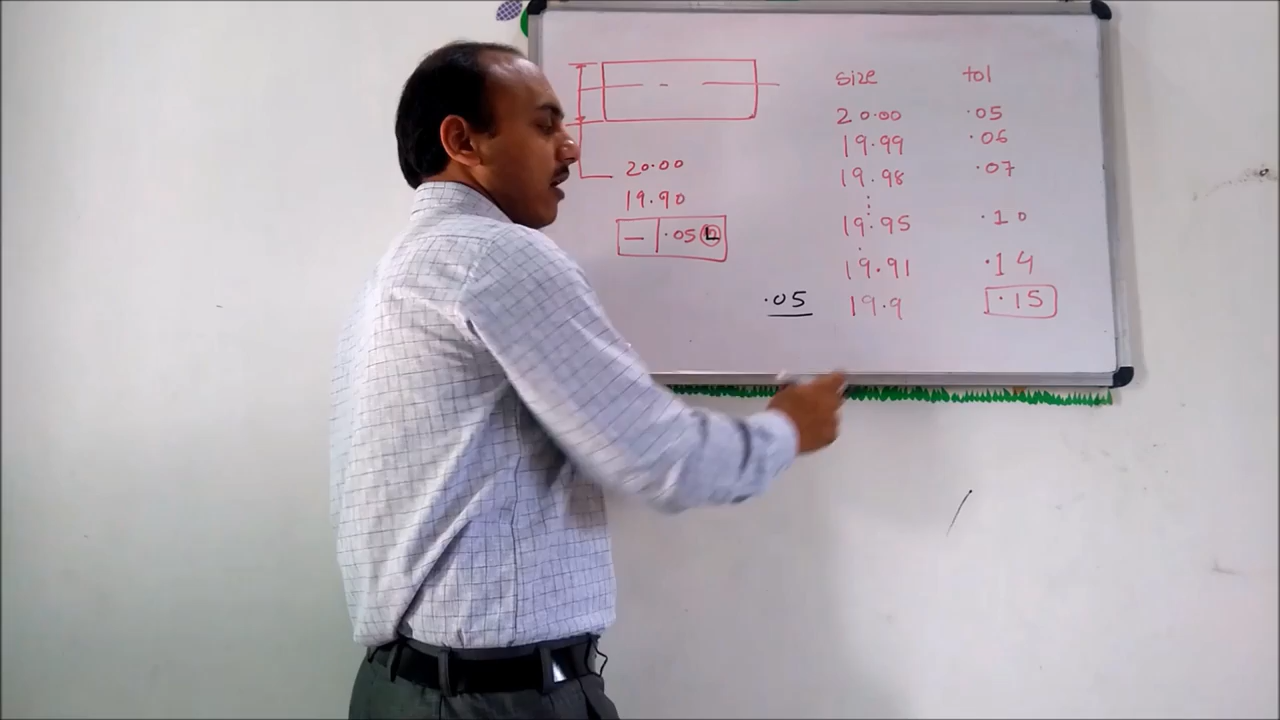 size tol
20.00 .05
19.99 .06
20.00
19.98 .07
19.90
19.95 .10
— .05 L
19.91 .14
.05 19.9 .15